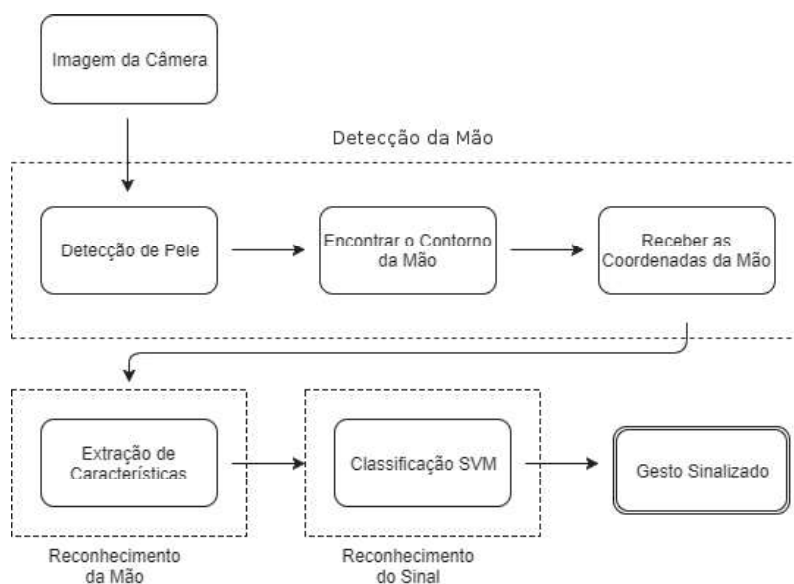 Imagem da Câmera
Detecção da Mão
Detecção de Pele
Encontrar o Contorno
da Mão
Receber as
Coordenadas da Mão
Extração de
Características
Classificação SVM
Gesto Sinalizado
Reconhecimento
da Mão
Reconhecimento
do Sinal